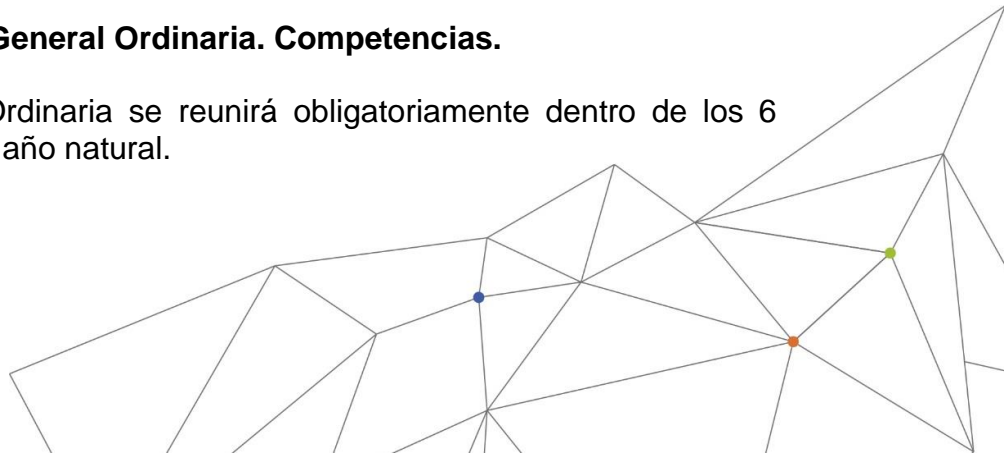 General Ordinaria. Competencias.
Ordinaria se reunirá obligatoriamente dentro de los 6
año natural.